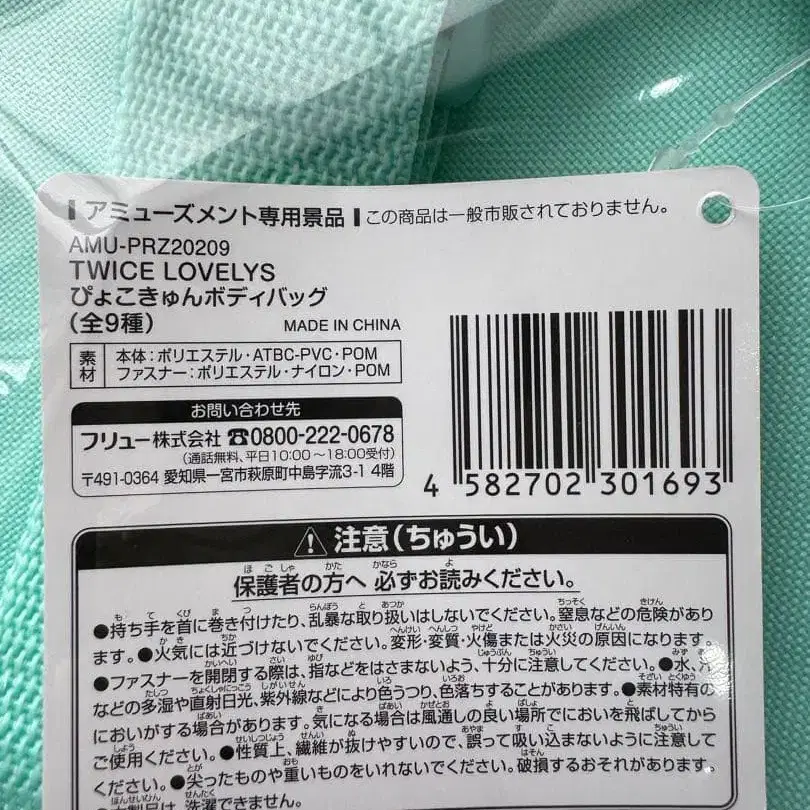 アミューズメント専用景品 この商品は一般市販されておりません。
AMU-PRZ20209
TWICE LOVELYS
ぴょこきゅんボディバッグ
(全9種) MADE IN CHINA
素材 本体:ポリエステル・ATBC-PVC・POM
ファスナー:ポリエステル・ナイロン・POM
お問い合わせ先
フリュー株式会社 ☎0800-222-0678
(通話無料、平日10:00~18:00受付)
〒491-0364 愛知県一宮市萩原町中島字流3-1 4階
4 582702 301693
⚠注意(ちゅうい)
保護者の方へ 必ずお読みください。
●持ち手を首に巻き付けたり、乱暴な取り扱いはしないでください。窒息などの危険があり
ます。●火気には近づけないでください。変形・変質・火傷または火災の原因になります。
●ファスナーを開閉する際は、指などをはさまないよう、十分に注意してください。●水、汗
などの多湿や直射日光、紫外線などにより色うつり、色落ちすることがあります。●素材特有の
においがする場合があります。気になる場合は風通しの良い場所でにおいを飛ばしてから
ご使用ください。●性質上、繊維が抜けやすいので、誤って吸い込まないように注意して
ください。●尖ったものや重いものをいれないでください。破損するおそれがあります。
●本製品は、洗濯できません。